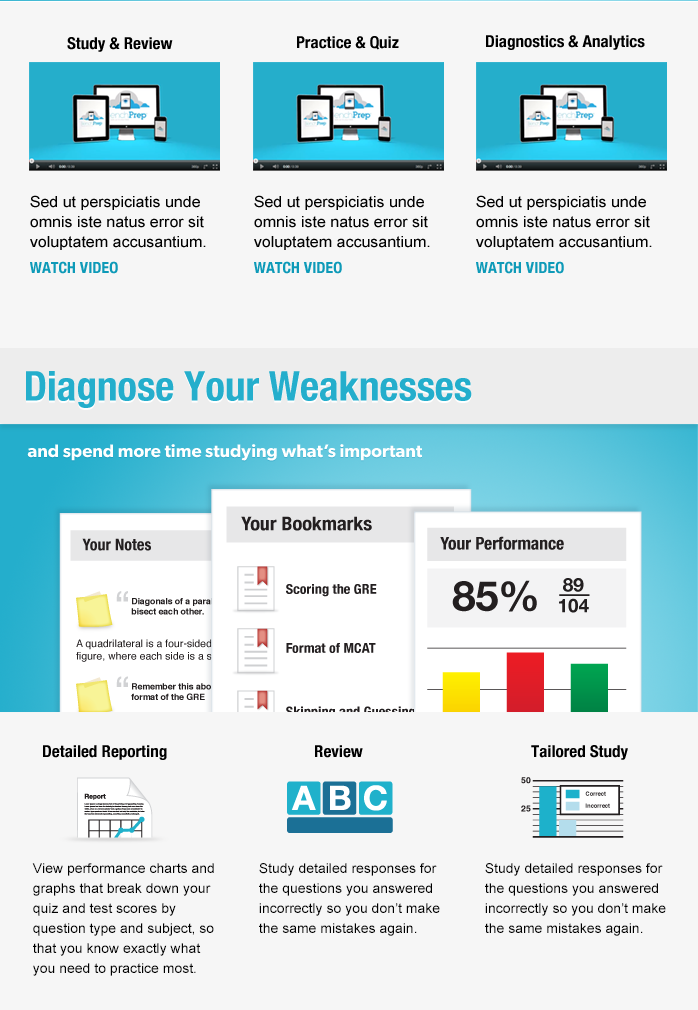 Study & Review
Practice & Quiz
Diagnostics & Analytics
Prep
Prep
Prep
Sed ut perspiciatis unde
omnis iste natus error sit
voluptatem accusantium.
WATCH VIDEO
Sed ut perspiciatis unde
omnis iste natus error sit
voluptatem accusantium.
WATCH VIDEO
Sed ut perspiciatis unde
omnis iste natus error sit
voluptatem accusantium.
WATCH VIDEO
Diagnose Your Weaknesses
and spend more time studying what's important
Your Notes
“ Diagonals of a para
bisect each other.
A quadrilateral is a four-sided
figure, where each side is a s
“ Remember this abo
format of the GRE
Your Bookmarks
Scoring the GRE
Format of MCAT
Skipping and Guessing
Your Performance
85%
89
104
Detailed Reporting
Report
View performance charts and
graphs that break down your
quiz and test scores by
question type and subject, so
that you know exactly what
you need to practice most.
Review
ABC
Study detailed responses for
the questions you answered
incorrectly so you don't make
the same mistakes again.
Tailored Study
50
25
Correct
Incorrect
Study detailed responses for
the questions you answered
incorrectly so you don't make
the same mistakes again.